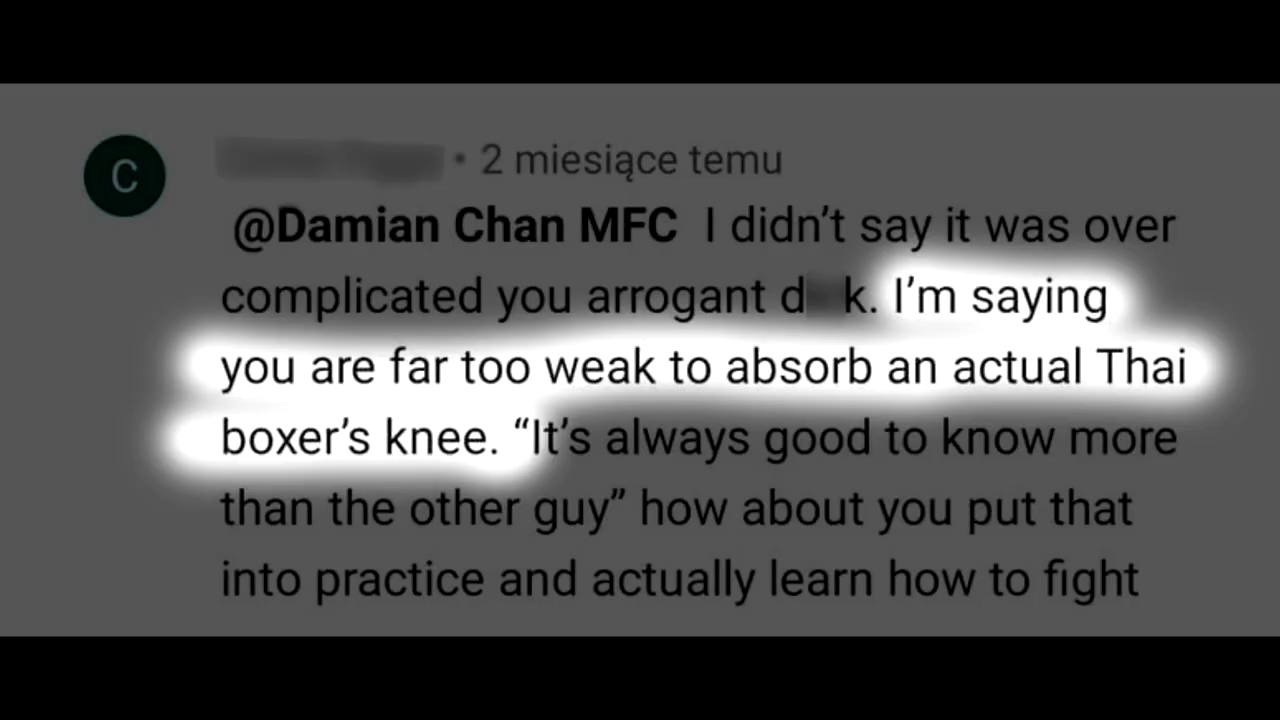 C
• 2 miesiące temu
@Damian Chan MFC I didn’t say it was over
complicated you arrogant d k. I’m saying
you are far too weak to absorb an actual Thai
boxer’s knee. “It’s always good to know more
than the other guy” how about you put that
into practice and actually learn how to fight